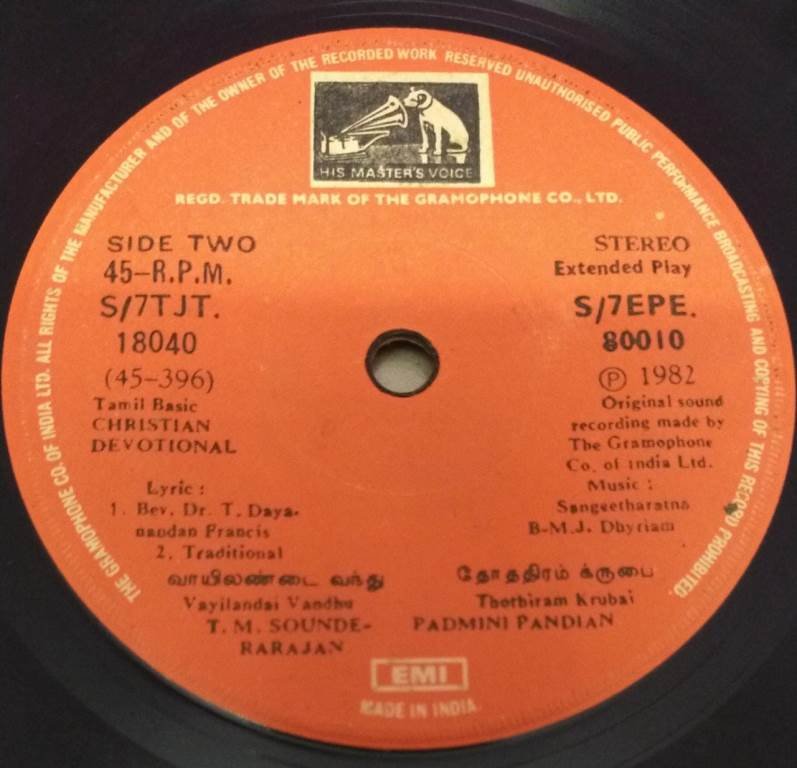 THE GRAMOPHONE CO. OF INDIA LTD. ALL RIGHTS OF THE MANUFACTURER AND OF THE OWNER OF THE RECORDED WORK RESERVED UNAUTHORISED PUBLIC PERFORMANCE BROADCASTING AND COPYING OF THIS RECORD PROHIBITED.
HIS MASTER'S VOICE
REGD. TRADE MARK OF THE GRAMOPHONE CO., LTD.
SIDE TWO
45-R.P.M.
S/7TJT.
18040
(45-396)
Tamil Basic
CHRISTIAN
DEVOTIONAL
Lyric :
1. Rev. Dr. T. Daya-
nandan Francis
2. Traditional
STEREO
Extended Play
S/7EPE.
80010
Ⓟ 1982
Original sound
recording made by
The Gramophone
Co. of India Ltd.
Music :
Sangeetharatna
B-M.J. Dhyriam
வாயிலண்டை வந்து
Vayilandai Vandhu
T. M. SOUNDE-
RARAJAN
தோத்திரம் க்ருபை
Thothiram Krubai
PADMINI PANDIAN
EMI
MADE IN INDIA